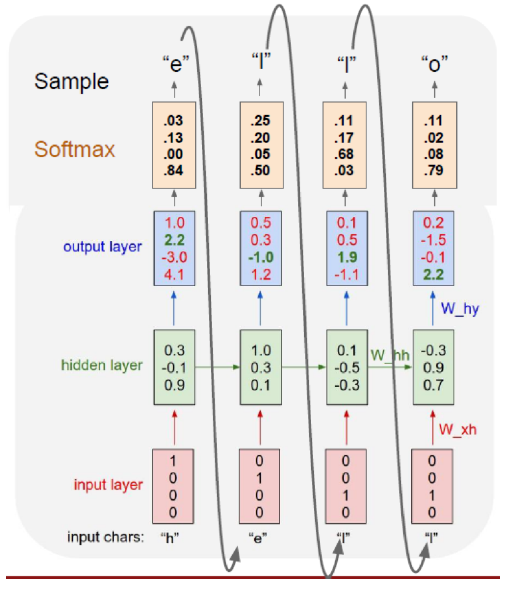 "e" "l" "l" "o"
Sample
.03 .25 .11 .11
.13 .20 .17 .02
Softmax
.00 .05 .68 .08
.84 .50 .03 .79
1.0 0.5 0.1 0.2
2.2 0.3 0.5 -1.5
output layer
-3.0 -1.0 1.9 -0.1
4.1 1.2 -1.1 2.2
W_hy
0.3 1.0 0.1 W_hh -0.3
hidden layer -0.1 0.3 -0.5 0.9
0.9 0.1 -0.3 0.7
W_xh
1 0 0 0
0 1 0 0
input layer
0 0 1 1
0 0 0 0
input chars: "h" "e" "l" "l"